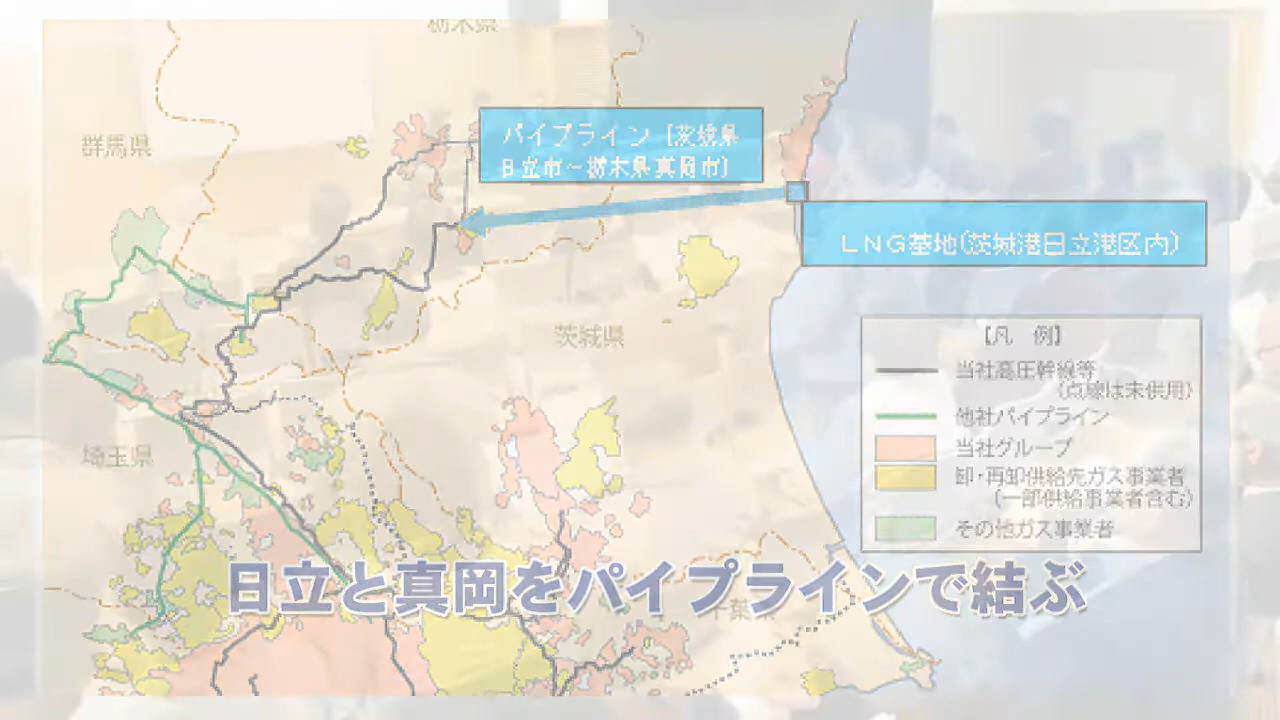 栃木県
群馬県
パイプライン［茨城県
日立市～栃木県真岡市］
ＬＮＧ基地（茨城港日立港区内）
茨城県
【凡　例】
当社高圧幹線等
（点線は未供用）
他社パイプライン
当社グループ
卸・再卸供給先ガス事業者
（一部供給事業者含む）
その他ガス事業者
埼玉県
日立と真岡をパイプラインで結ぶ
千葉県